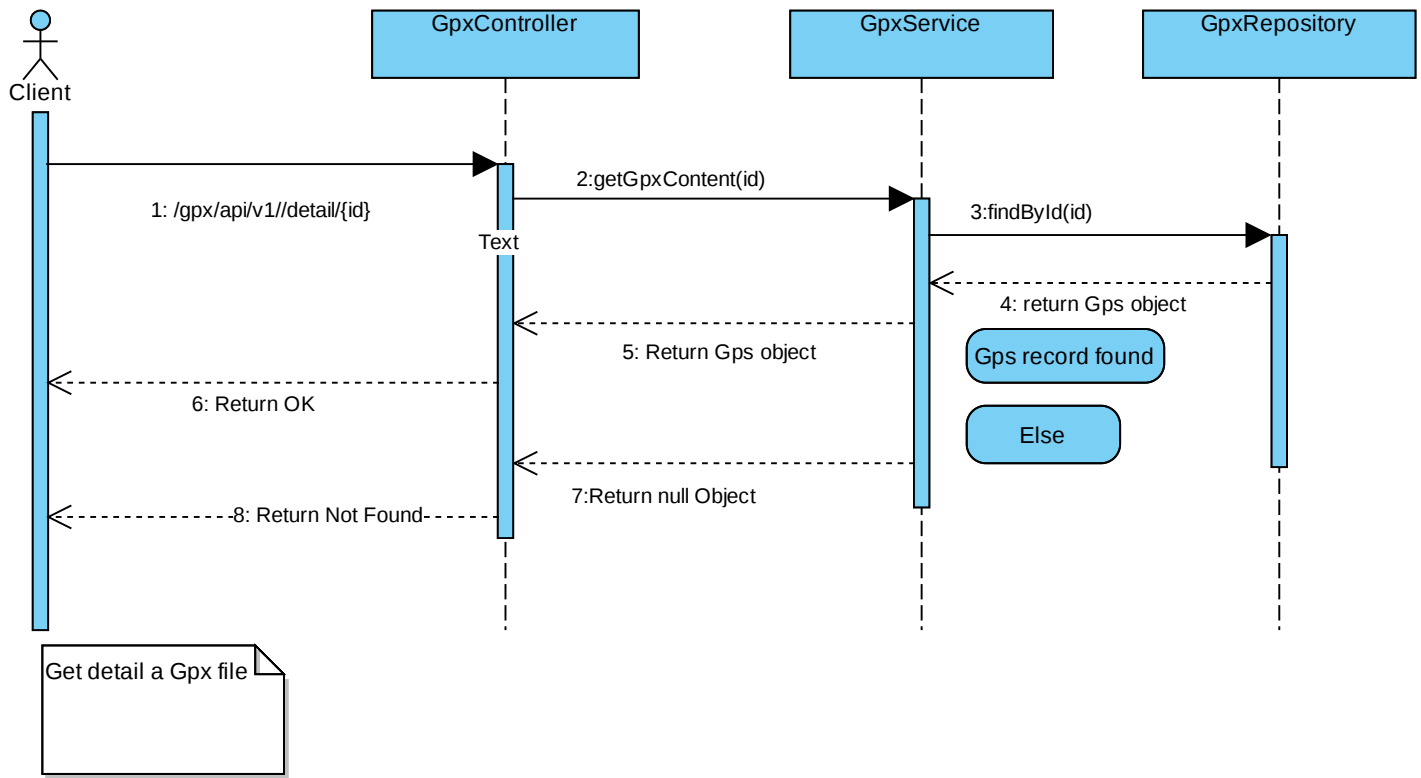 GpxController
GpxService
GpxRepository
Client
1: /gpx/api/v1//detail/{id}
2:getGpxContent(id)
3:findById(id)
Text
4: return Gps object
5: Return Gps object
Gps record found
6: Return OK
Else
7:Return null Object
8: Return Not Found
Get detail a Gpx file